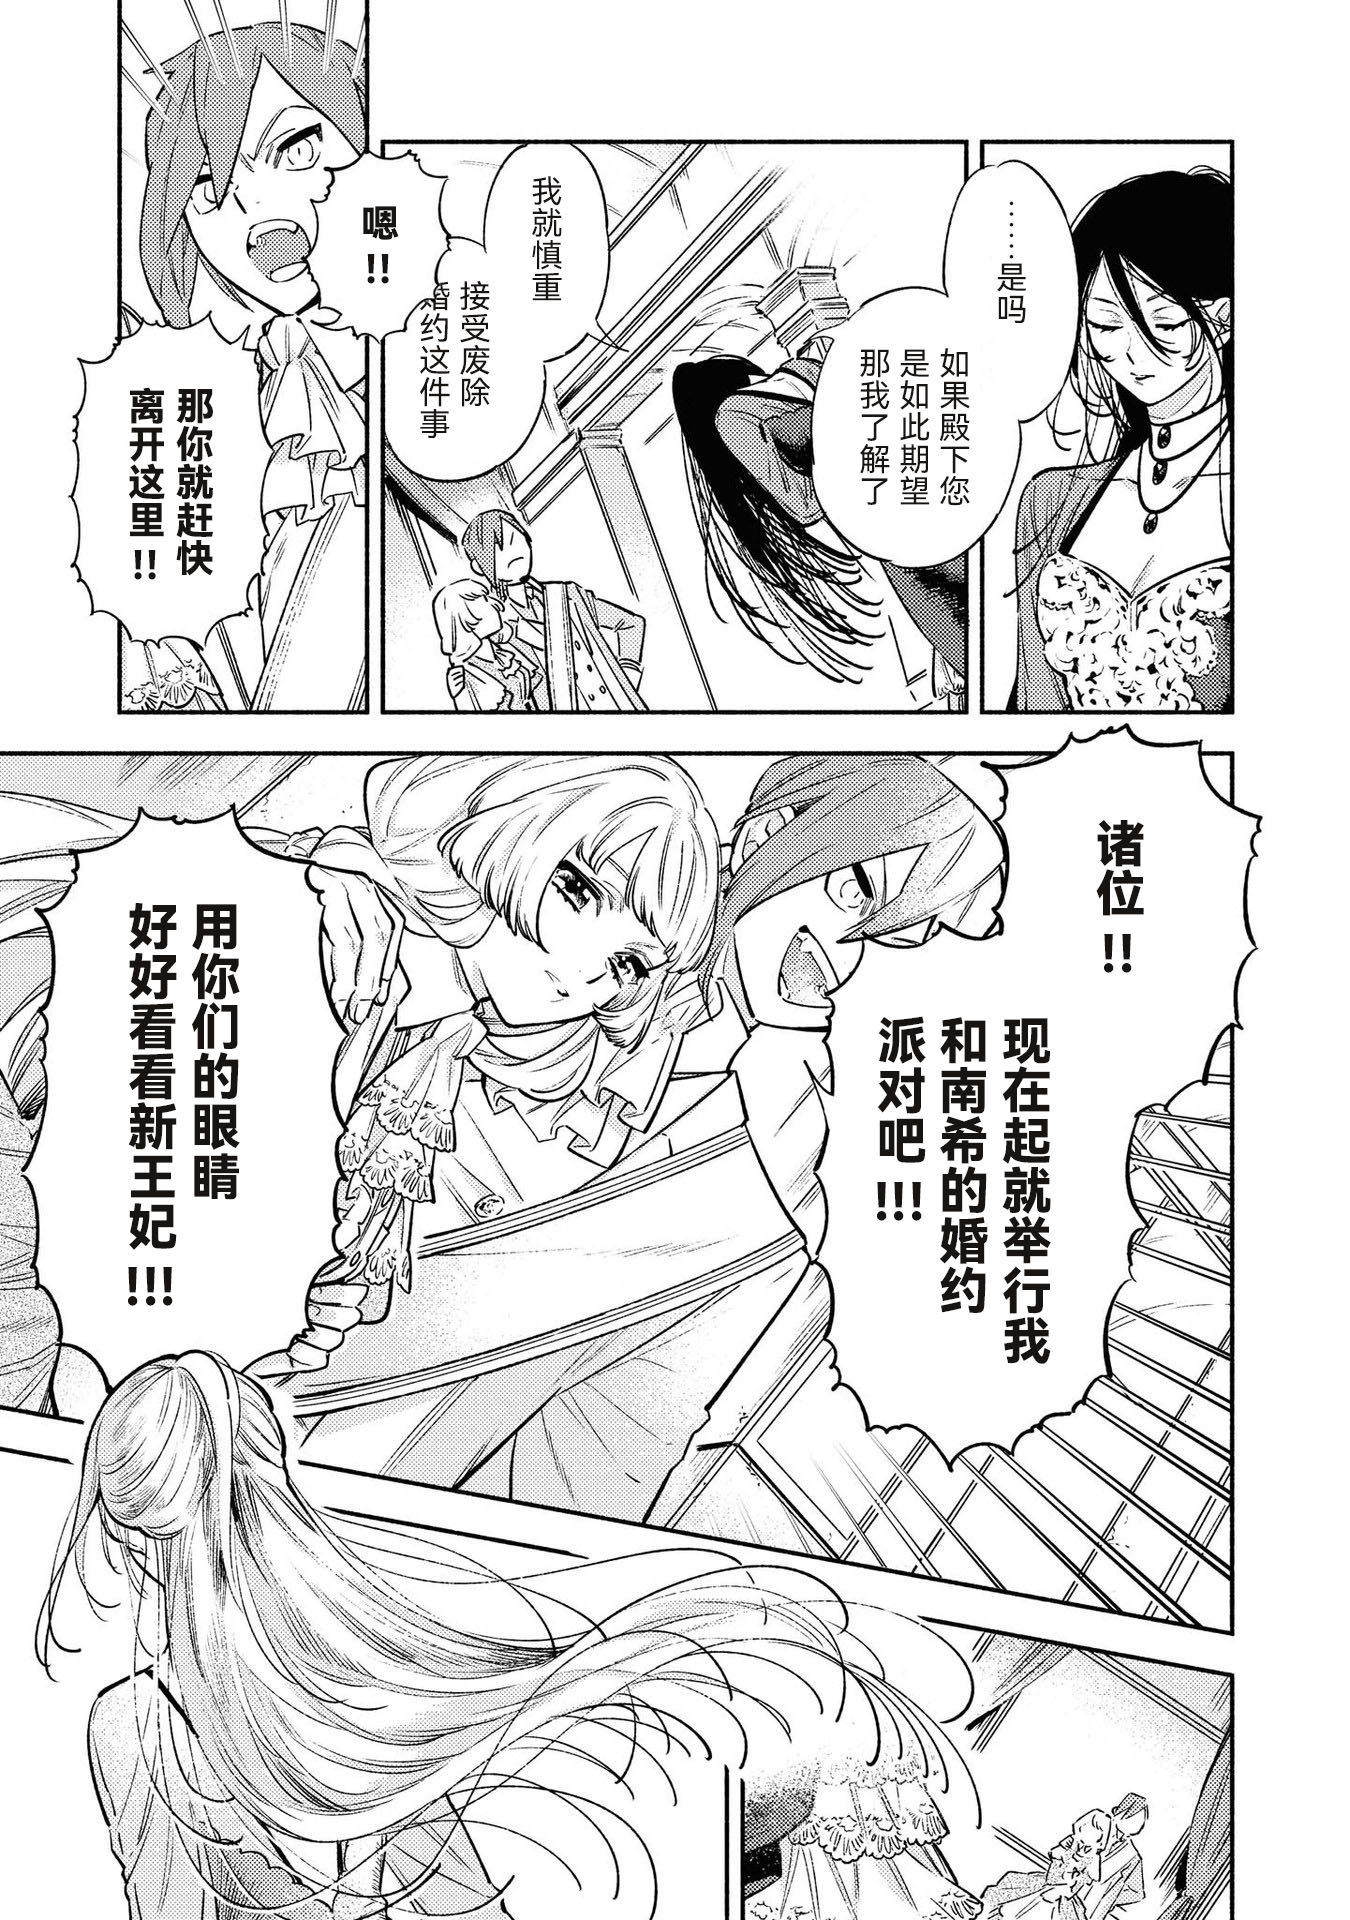 ……是吗
如果殿下您
是如此期望
那我了解了
我就慎重
接受废除
婚约这件事
嗯!!
那你就赶快
离开这里!!
诸位!!
现在起就举行我
和南希的婚约
派对吧!!!
用你们的眼睛
好好看看新王妃!!!